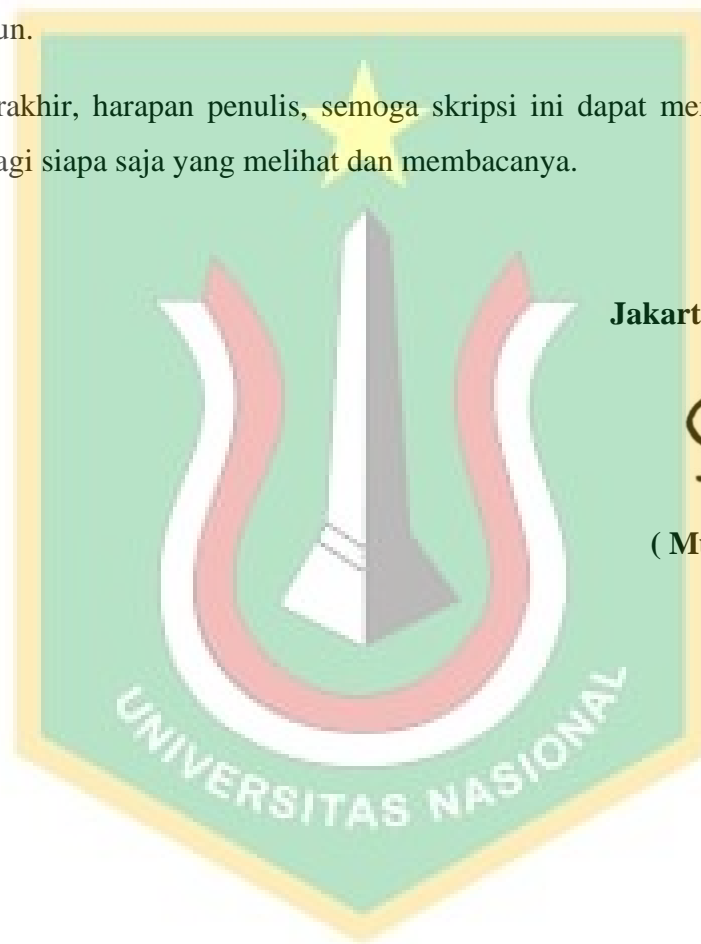 un.
rakhir, harapan penulis, semoga skripsi ini dapat me
agi siapa saja yang melihat dan membacanya.
Jakart
( M
UNIVERSITAS NASIONAL